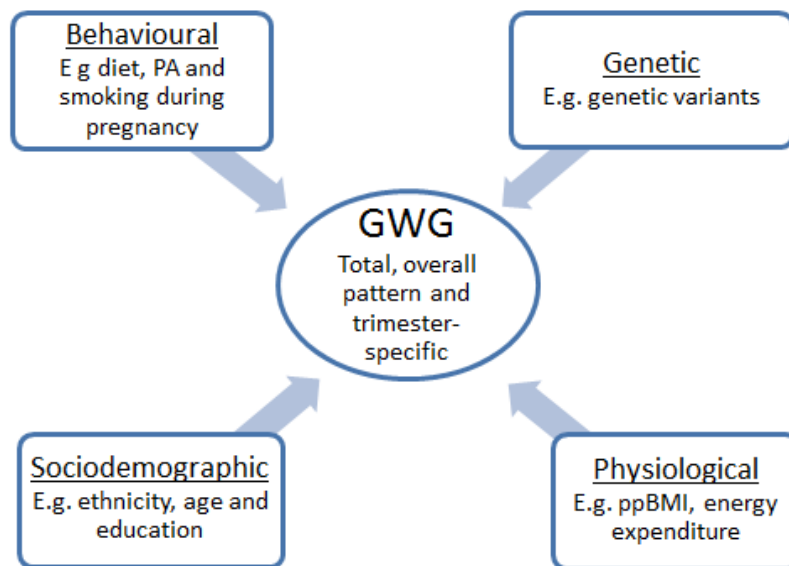 Behavioural
E g diet, PA and
smoking during
pregnancy
Genetic
E.g. genetic variants
GWG
Total, overall
pattern and
trimester-
specific
Sociodemographic
E.g. ethnicity, age and
education
Physiological
E.g. ppBMI, energy
expenditure